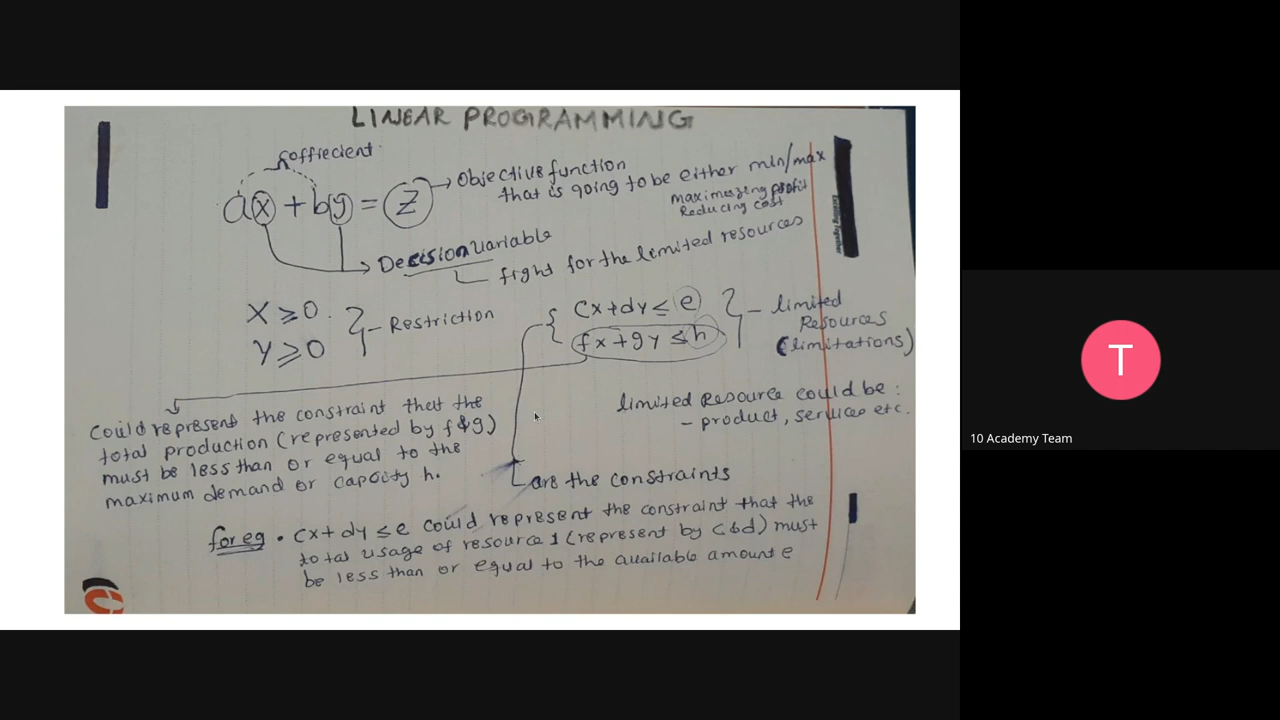 LINEAR PROGRAMMING
Coffiecient
ax + by = z
Objective function
that is going to be either min/max
maximizing profit
Reducing cost
Decision variable
fight for the limited resources
X ≥ 0.
Y ≥ 0
Restriction
Cx+dy ≤ e
fx+gy ≤ h
limited
Resources
(limitations)
Could represent the constraint that the
total production (represented by f&g)
must be less than or equal to the
maximum demand or capacity h.
limited Resource could be :
- product, services etc.
are the constraints
for eg • cx+dy ≤ e could represent the constraint that the
total usage of resource 1 (represent by c&d) must
be less than or equal to the available amount e
T
10 Academy Team